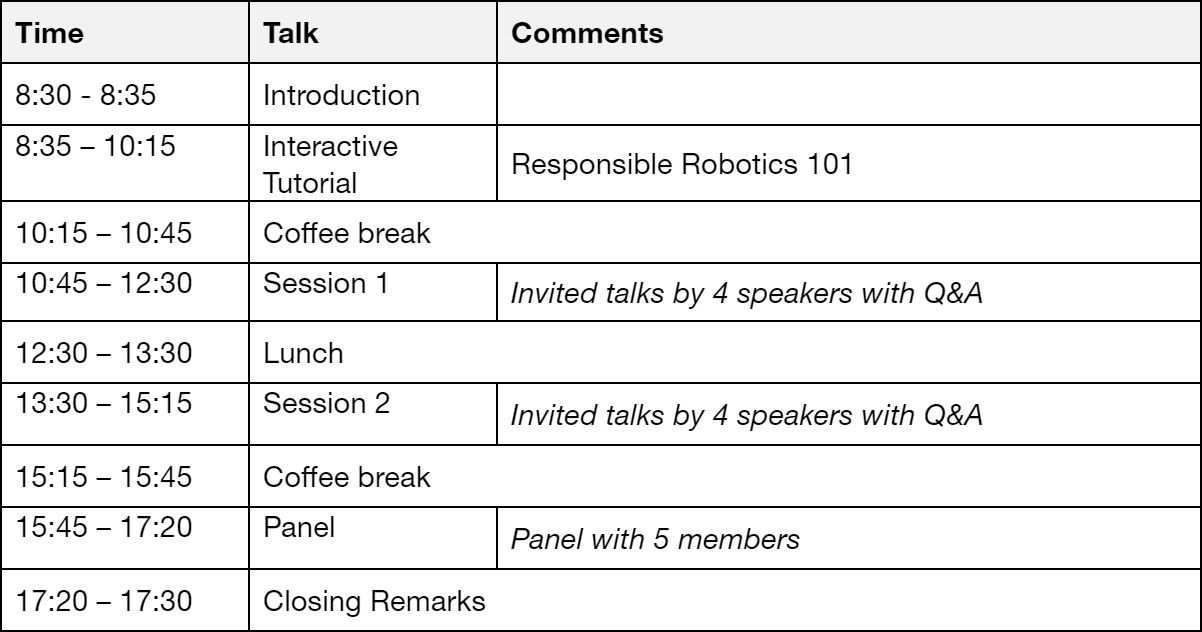 Time Talk Comments
8:30 - 8:35 Introduction
8:35 – 10:15 Interactive
Tutorial Responsible Robotics 101
10:15 – 10:45 Coffee break
10:45 – 12:30 Session 1 Invited talks by 4 speakers with Q&A
12:30 – 13:30 Lunch
13:30 – 15:15 Session 2 Invited talks by 4 speakers with Q&A
15:15 – 15:45 Coffee break
15:45 – 17:20 Panel Panel with 5 members
17:20 – 17:30 Closing Remarks